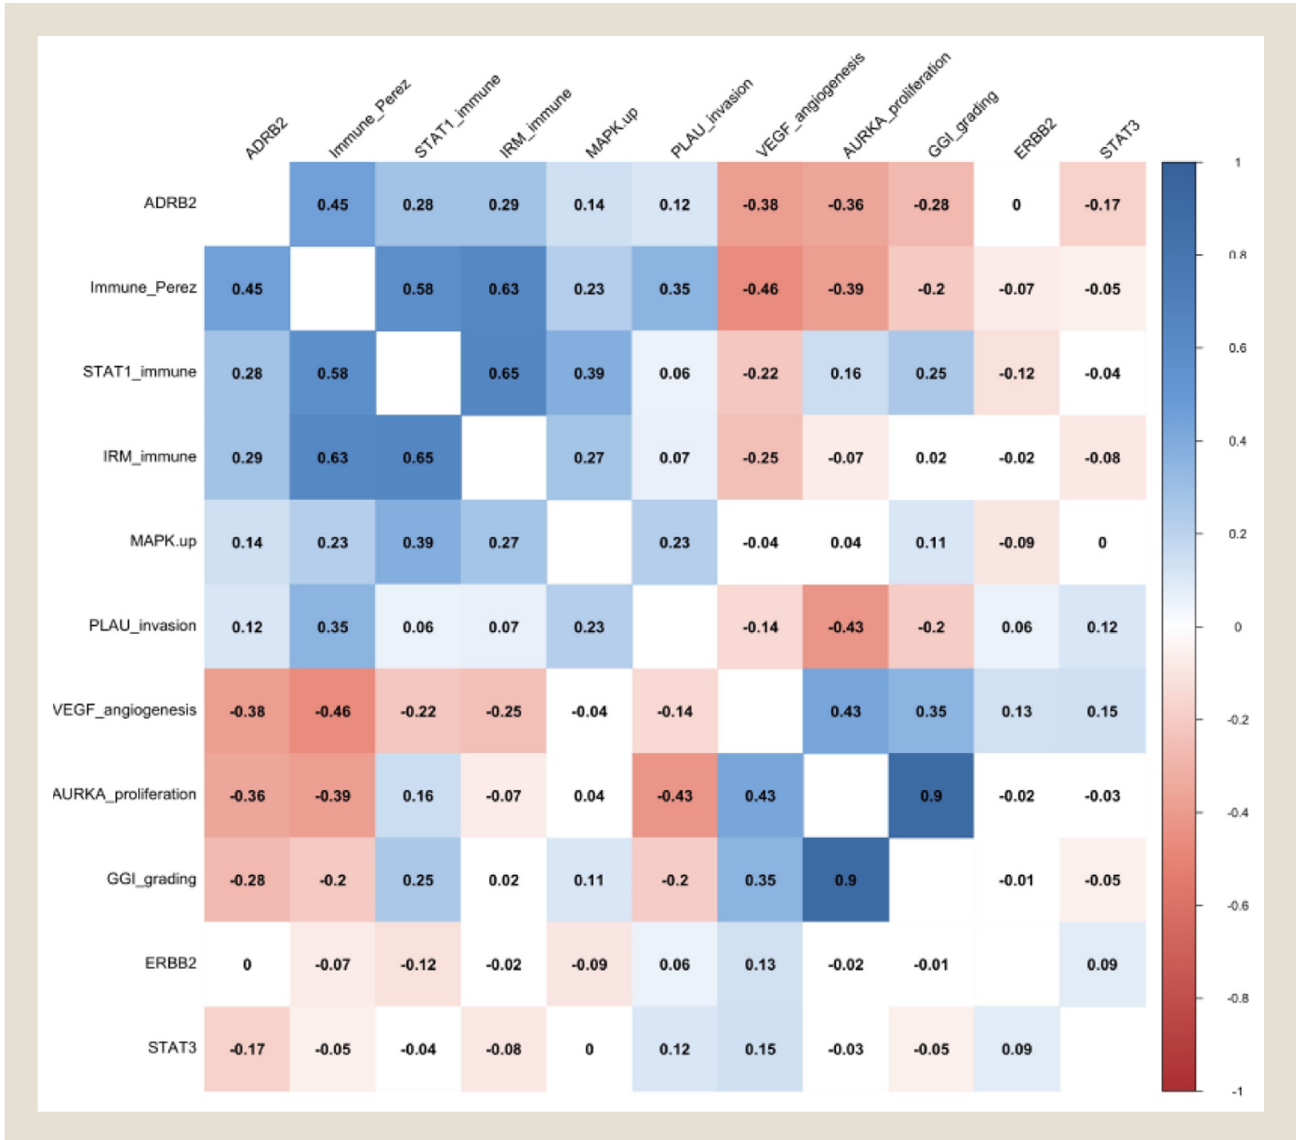 ADRB2 Immune_Perez STAT1_immune IRM_immune MAPK.up PLAU_invasion VEGF_angiogenesis AURKA_proliferation GGI_grading ERBB2 STAT3
ADRB2 0.45 0.28 0.29 0.14 0.12 -0.38 -0.36 -0.28 0 -0.17
Immune_Perez 0.45 0.58 0.63 0.23 0.35 -0.46 -0.39 -0.2 -0.07 -0.05
STAT1_immune 0.28 0.58 0.65 0.39 0.06 -0.22 0.16 0.25 -0.12 -0.04
IRM_immune 0.29 0.63 0.65 0.27 0.07 -0.25 -0.07 0.02 -0.02 -0.08
MAPK.up 0.14 0.23 0.39 0.27 0.23 -0.04 0.04 0.11 -0.09 0
PLAU_invasion 0.12 0.35 0.06 0.07 0.23 -0.14 -0.43 -0.2 0.06 0.12
VEGF_angiogenesis -0.38 -0.46 -0.22 -0.25 -0.04 -0.14 0.43 0.35 0.13 0.15
AURKA_proliferation -0.36 -0.39 0.16 -0.07 0.04 -0.43 0.43 0.9 -0.02 -0.03
GGI_grading -0.28 -0.2 0.25 0.02 0.11 -0.2 0.35 0.9 -0.01 -0.05
ERBB2 0 -0.07 -0.12 -0.02 -0.09 0.06 0.13 -0.02 -0.01 0.09
STAT3 -0.17 -0.05 -0.04 -0.08 0 0.12 0.15 -0.03 -0.05 0.09
1
0.8
0.6
0.4
0.2
0
-0.2
-0.4
-0.6
-0.8
-1